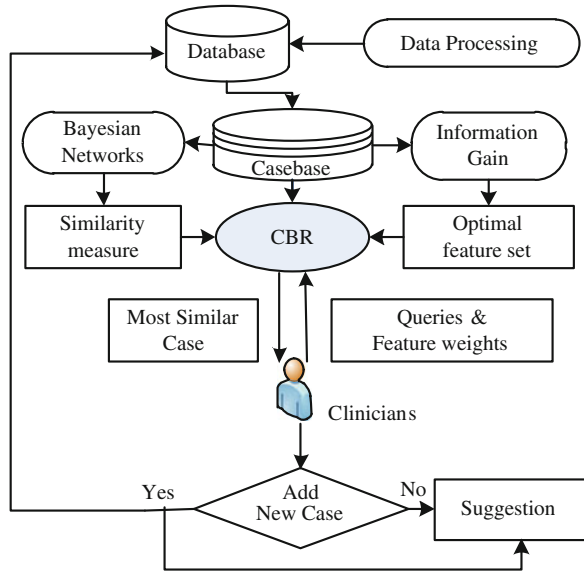 Database
Data Processing
Bayesian
Networks
Casebase
Information
Gain
Similarity
measure
CBR
Optimal
feature set
Most Similar
Case
Queries &
Feature weights
Clinicians
Yes
Add
New Case
No
Suggestion